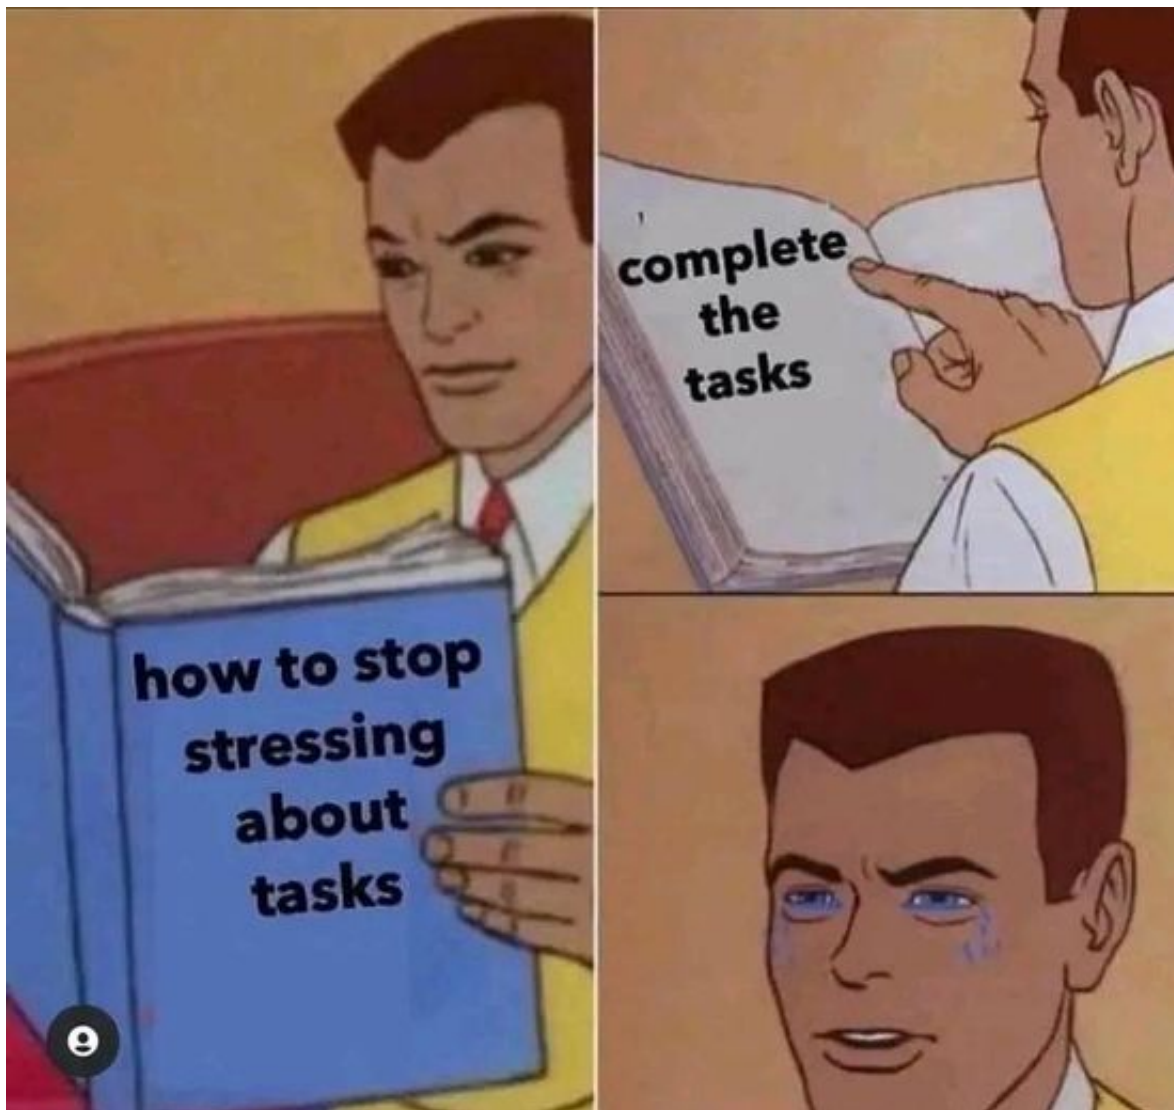 how to stop
stressing
about
tasks
complete
the
tasks